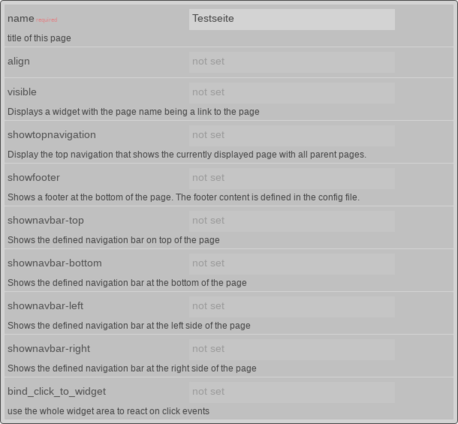 name required Testseite
title of this page
align not set
visible not set
Displays a widget with the page name being a link to the page
showtopnavigation not set
Display the top navigation that shows the currently displayed page with all parent pages.
showfooter not set
Shows a footer at the bottom of the page. The footer content is defined in the config file.
shownavbar-top not set
Shows the defined navigation bar on top of the page
shownavbar-bottom not set
Shows the defined navigation bar at the bottom of the page
shownavbar-left not set
Shows the defined navigation bar at the left side of the page
shownavbar-right not set
Shows the defined navigation bar at the right side of the page
bind_click_to_widget not set
use the whole widget area to react on click events